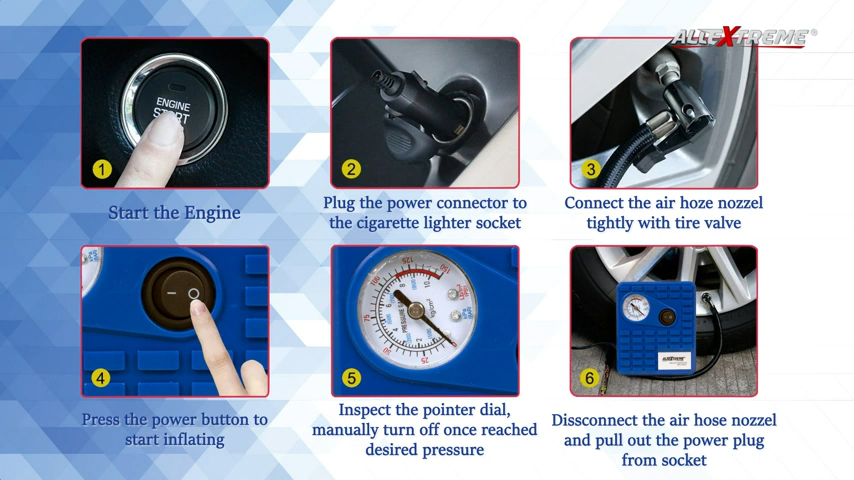 ALLEXTREME®
ENGINE
START
1
2
3
Start the Engine
Plug the power connector to
the cigarette lighter socket
Connect the air hoze nozzel
tightly with tire valve
4
5
6
Press the power button to
start inflating
Inspect the pointer dial,
manually turn off once reached
desired pressure
Dissconnect the air hose nozzel
and pull out the power plug
from socket